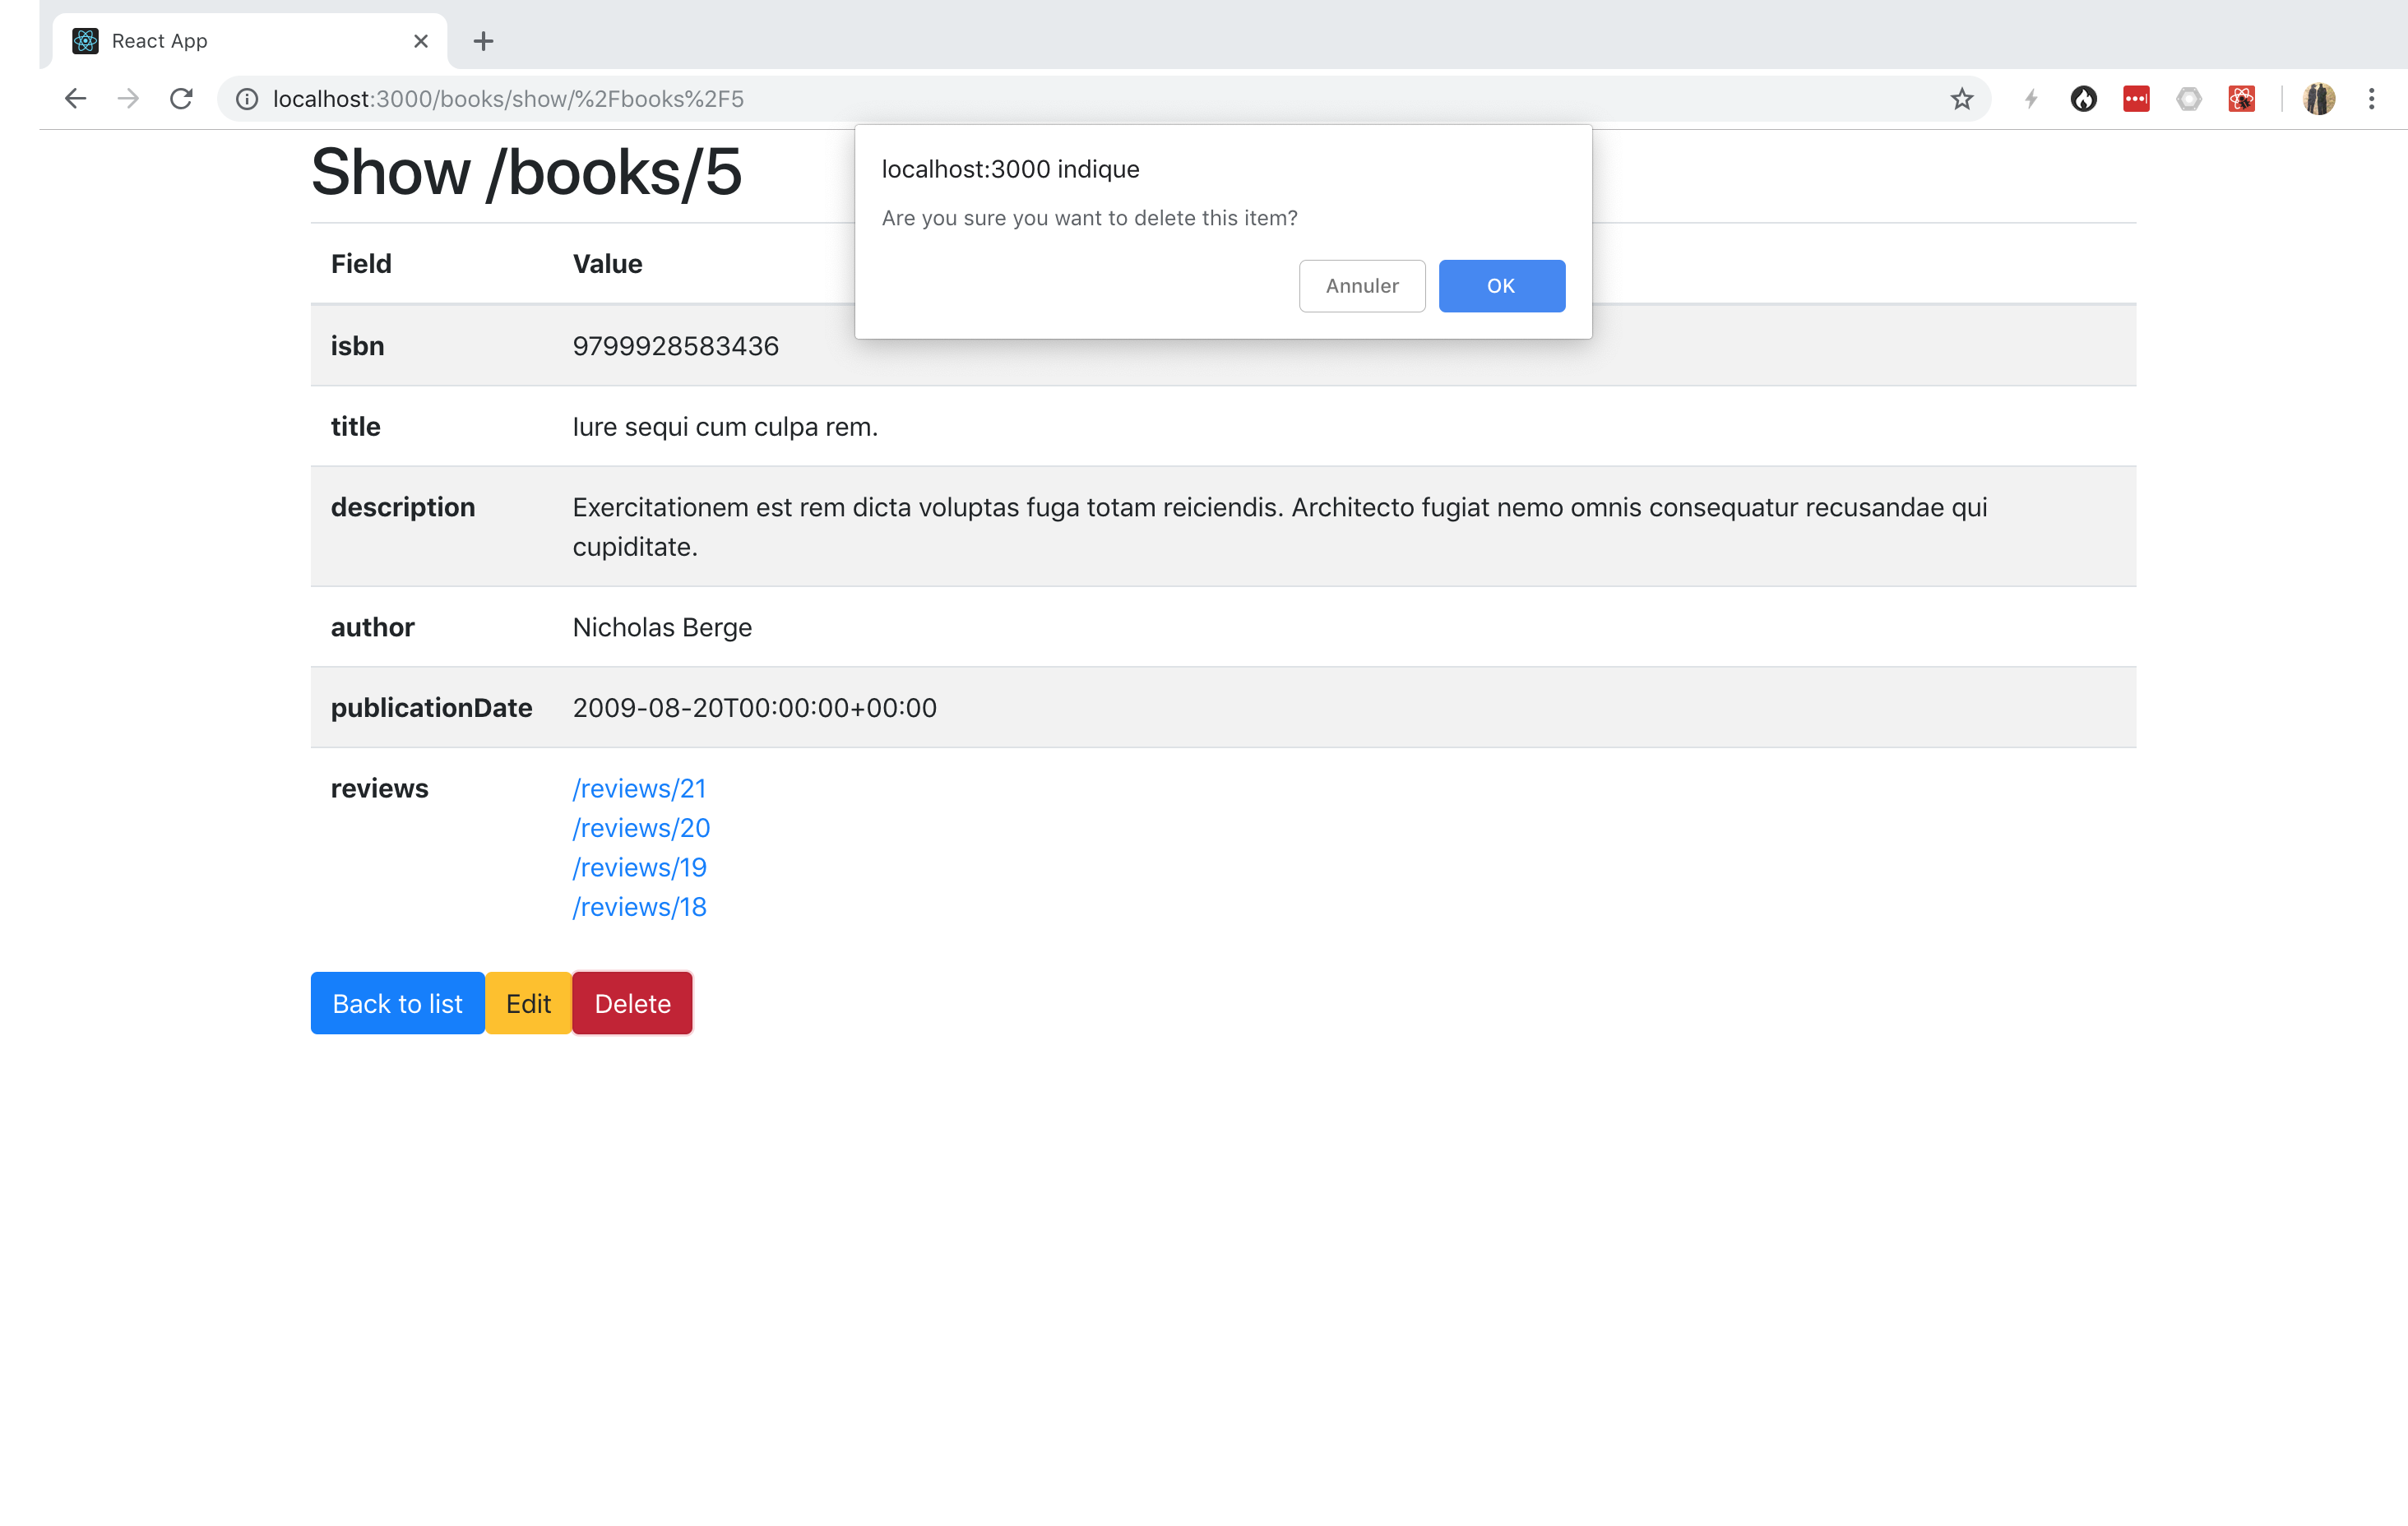 React App
localhost:3000/books/show/%2Fbooks%2F5
localhost:3000 indique
Are you sure you want to delete this item?
Annuler OK
Show /books/5
Field Value
isbn 9799928583436
title Iure sequi cum culpa rem.
description Exercitationem est rem dicta voluptas fuga totam reiciendis. Architecto fugiat nemo omnis consequatur recusandae qui
cupiditate.
author Nicholas Berge
publicationDate 2009-08-20T00:00:00+00:00
reviews /reviews/21
/reviews/20
/reviews/19
/reviews/18
Back to list Edit Delete